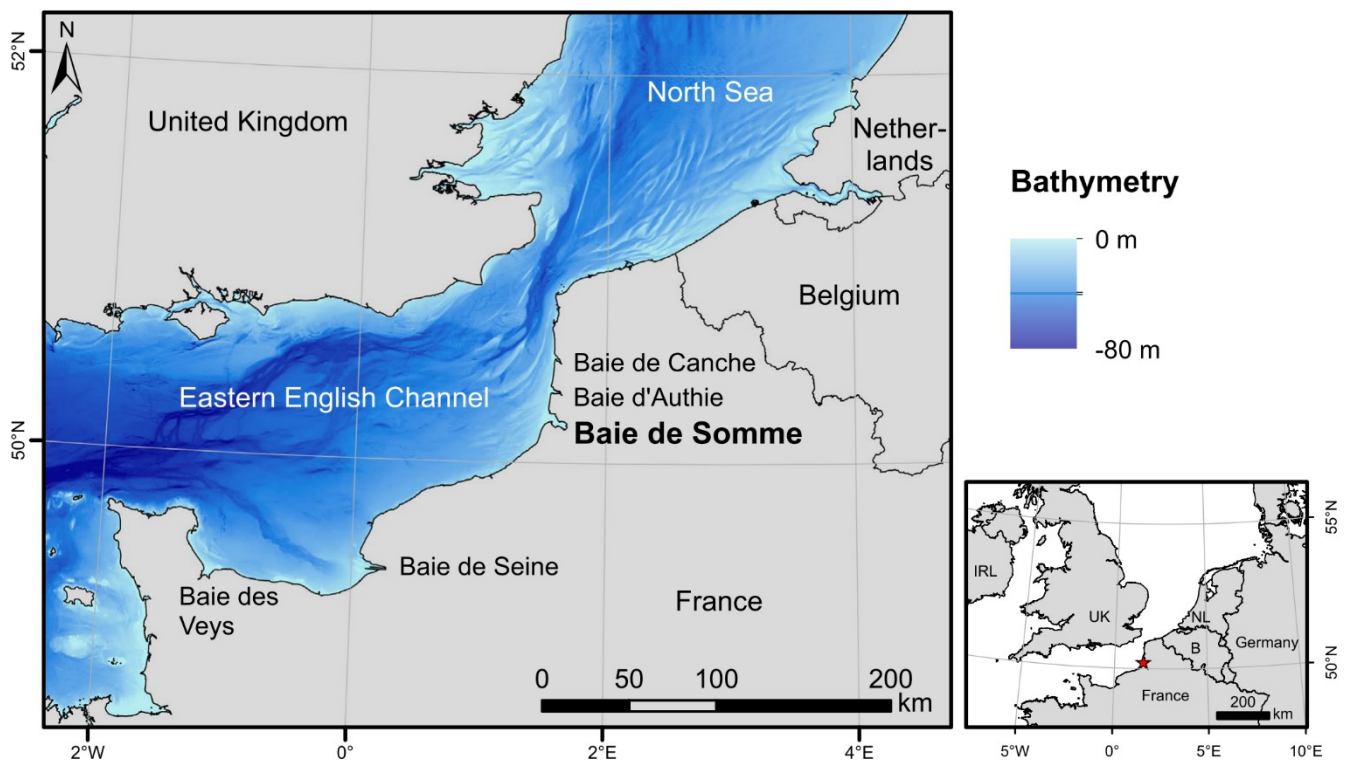 N
52°N
50°N
United Kingdom
North Sea
Nether-
lands
Belgium
Eastern English Channel
Baie de Canche
Baie d'Authie
Baie de Somme
Baie de Seine
Baie des
Veys
France
0 50 100 200
km
2°W 0° 2°E 4°E
Bathymetry
0 m
-80 m
55°N
50°N
IRL
UK
NL
B
Germany
France
200
km
5°W 0° 5°E 10°E